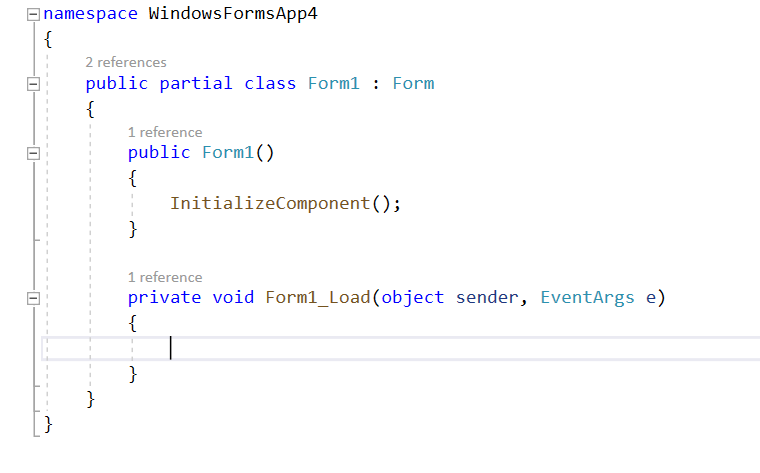 namespace WindowsFormsApp4
{
2 references
public partial class Form1 : Form
{
1 reference
public Form1()
{
InitializeComponent();
}
1 reference
private void Form1_Load(object sender, EventArgs e)
{
}
}
}